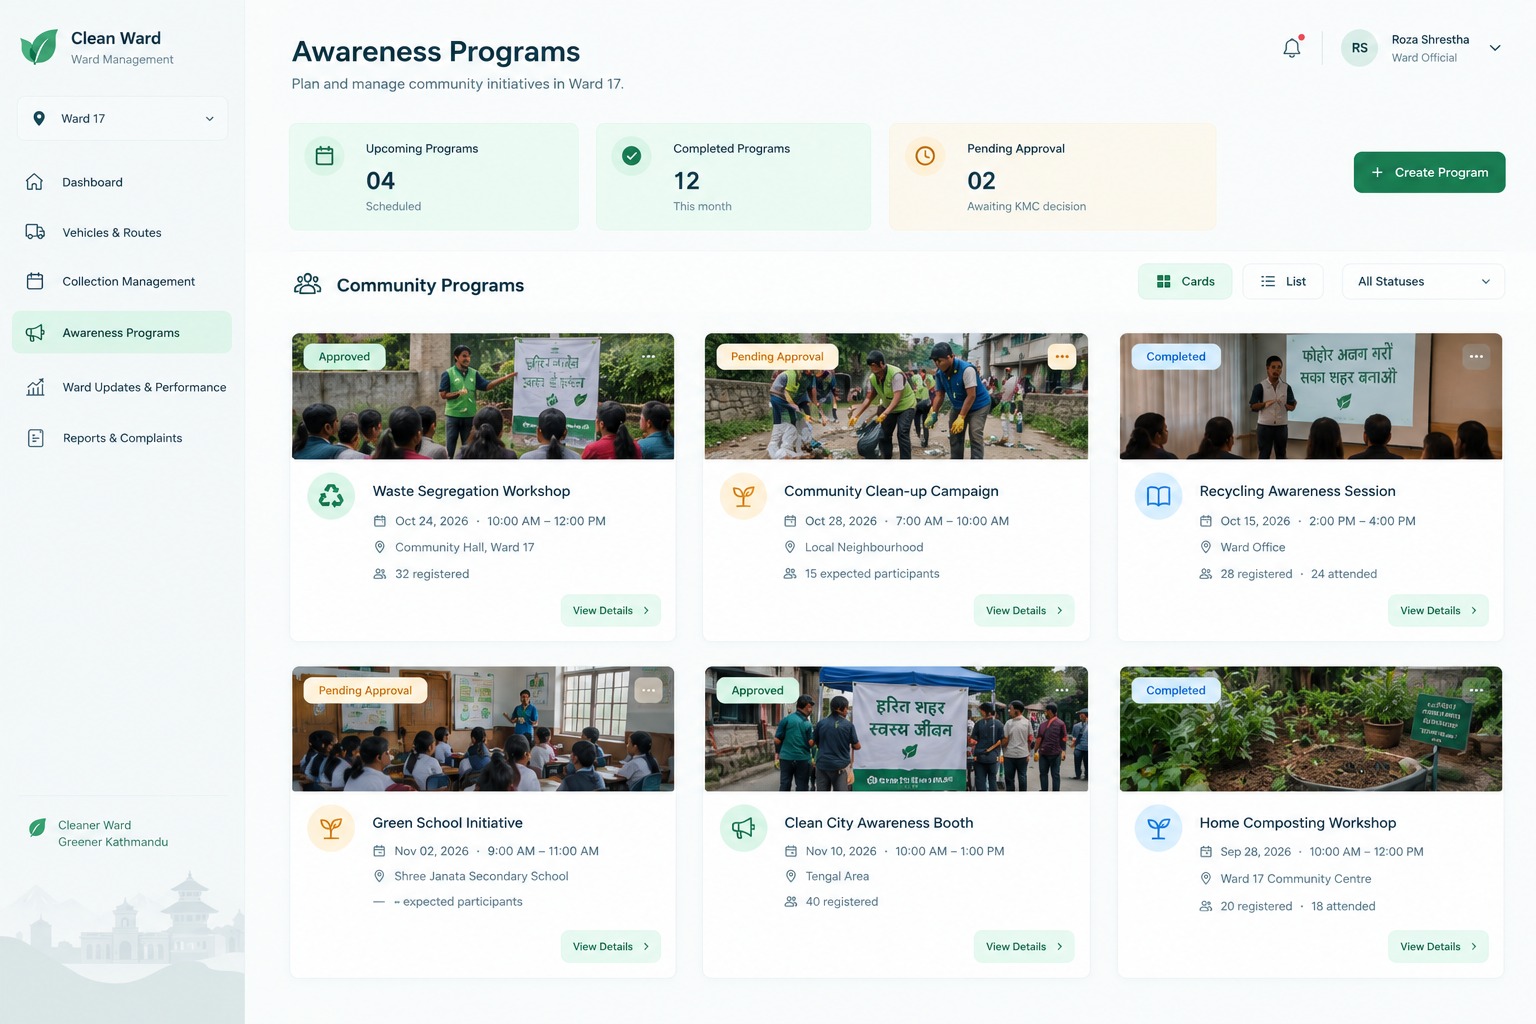 Clean Ward
Ward Management
Ward 17
Dashboard
Vehicles & Routes
Collection Management
Awareness Programs
Ward Updates & Performance
Reports & Complaints
Cleaner Ward
Greener Kathmandu
Awareness Programs
Plan and manage community initiatives in Ward 17.
RS
Roza Shrestha
Ward Official
Upcoming Programs
04
Scheduled
Completed Programs
12
This month
Pending Approval
02
Awaiting KMC decision
+ Create Program
Community Programs
Cards
List
All Statuses
Approved
Waste Segregation Workshop
Oct 24, 2026 · 10:00 AM – 12:00 PM
Community Hall, Ward 17
32 registered
View Details
Pending Approval
Community Clean-up Campaign
Oct 28, 2026 · 7:00 AM – 10:00 AM
Local Neighbourhood
15 expected participants
View Details
Completed
फोहोर अलग गरौं
सका शहर बनाओं
Recycling Awareness Session
Oct 15, 2026 · 2:00 PM – 4:00 PM
Ward Office
28 registered · 24 attended
View Details
Pending Approval
Green School Initiative
Nov 02, 2026 · 9:00 AM – 11:00 AM
Shree Janata Secondary School
— -- expected participants
View Details
Approved
हरित शहर
स्वस्य जीवन
Clean City Awareness Booth
Nov 10, 2026 · 10:00 AM – 1:00 PM
Tengal Area
40 registered
View Details
Completed
Home Composting Workshop
Sep 28, 2026 · 10:00 AM – 12:00 PM
Ward 17 Community Centre
20 registered · 18 attended
View Details